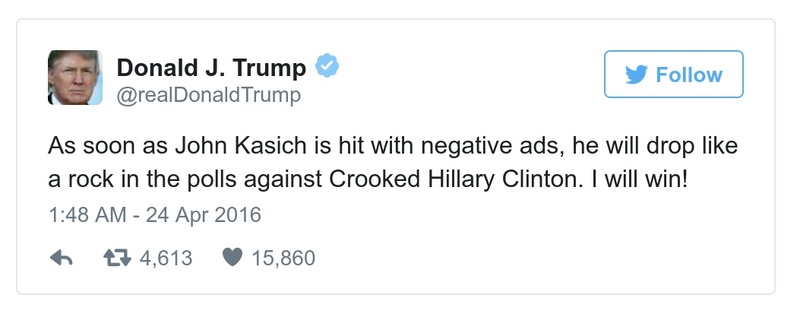 Donald J. Trump
@realDonaldTrump
Follow
As soon as John Kasich is hit with negative ads, he will drop like
a rock in the polls against Crooked Hillary Clinton. I will win!
1:48 AM - 24 Apr 2016
4,613 15,860